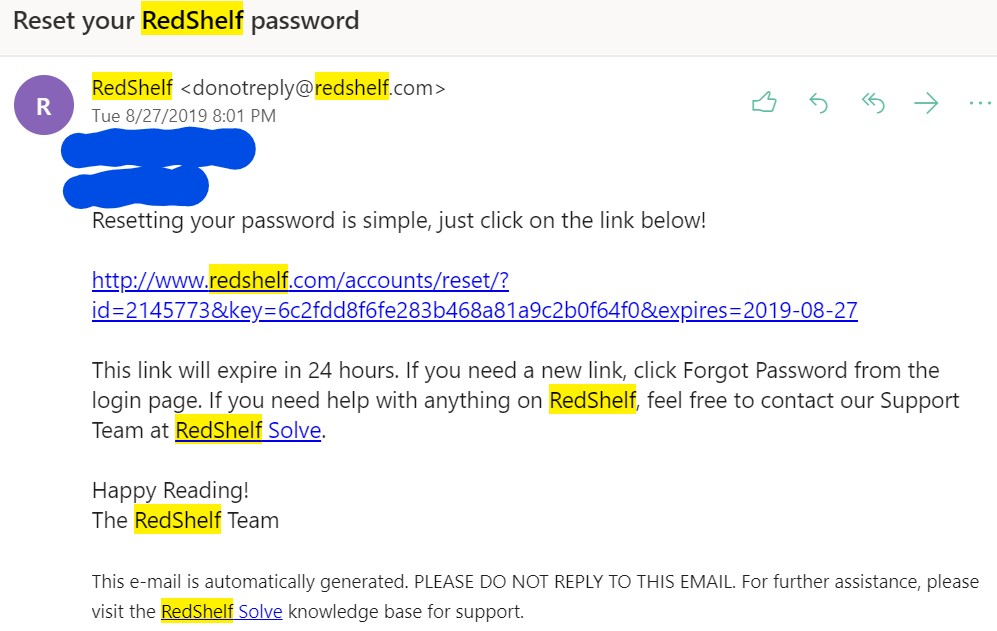 Reset your RedShelf password
R
RedShelf <donotreply@redshelf.com>
Tue 8/27/2019 8:01 PM
Resetting your password is simple, just click on the link below!
http://www.redshelf.com/accounts/reset/?
id=2145773&key=6c2fdd8f6fe283b468a81a9c2b0f64f0&expires=2019-08-27
This link will expire in 24 hours. If you need a new link, click Forgot Password from the
login page. If you need help with anything on RedShelf, feel free to contact our Support
Team at RedShelf Solve.
Happy Reading!
The RedShelf Team
This e-mail is automatically generated. PLEASE DO NOT REPLY TO THIS EMAIL. For further assistance, please
visit the RedShelf Solve knowledge base for support.